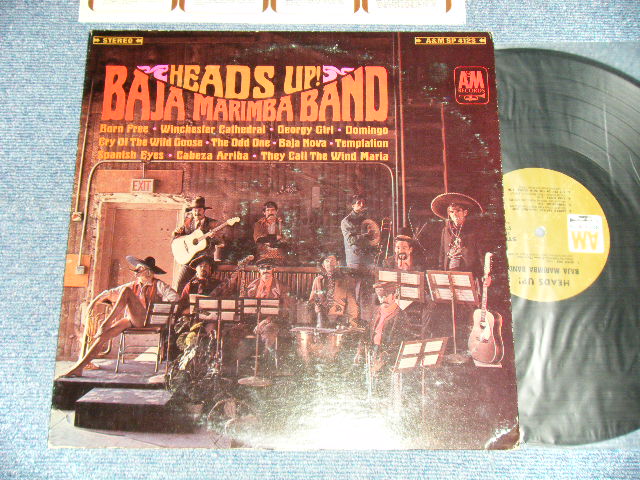 STEREO
A&M SP 4123
HEADS UP!
BAJA MARIMBA BAND
A&M
RECORDS
Born Free • Winchester Cathedral • Georgy Girl • Domingo
Cry Of The Wild Goose • The Odd One • Baja Nova • Temptation
Spanish Eyes • Cabeza Arriba • They Call The Wind Maria
EXIT
A&M
HEADS UP!
BAJA MARIMBA BAND